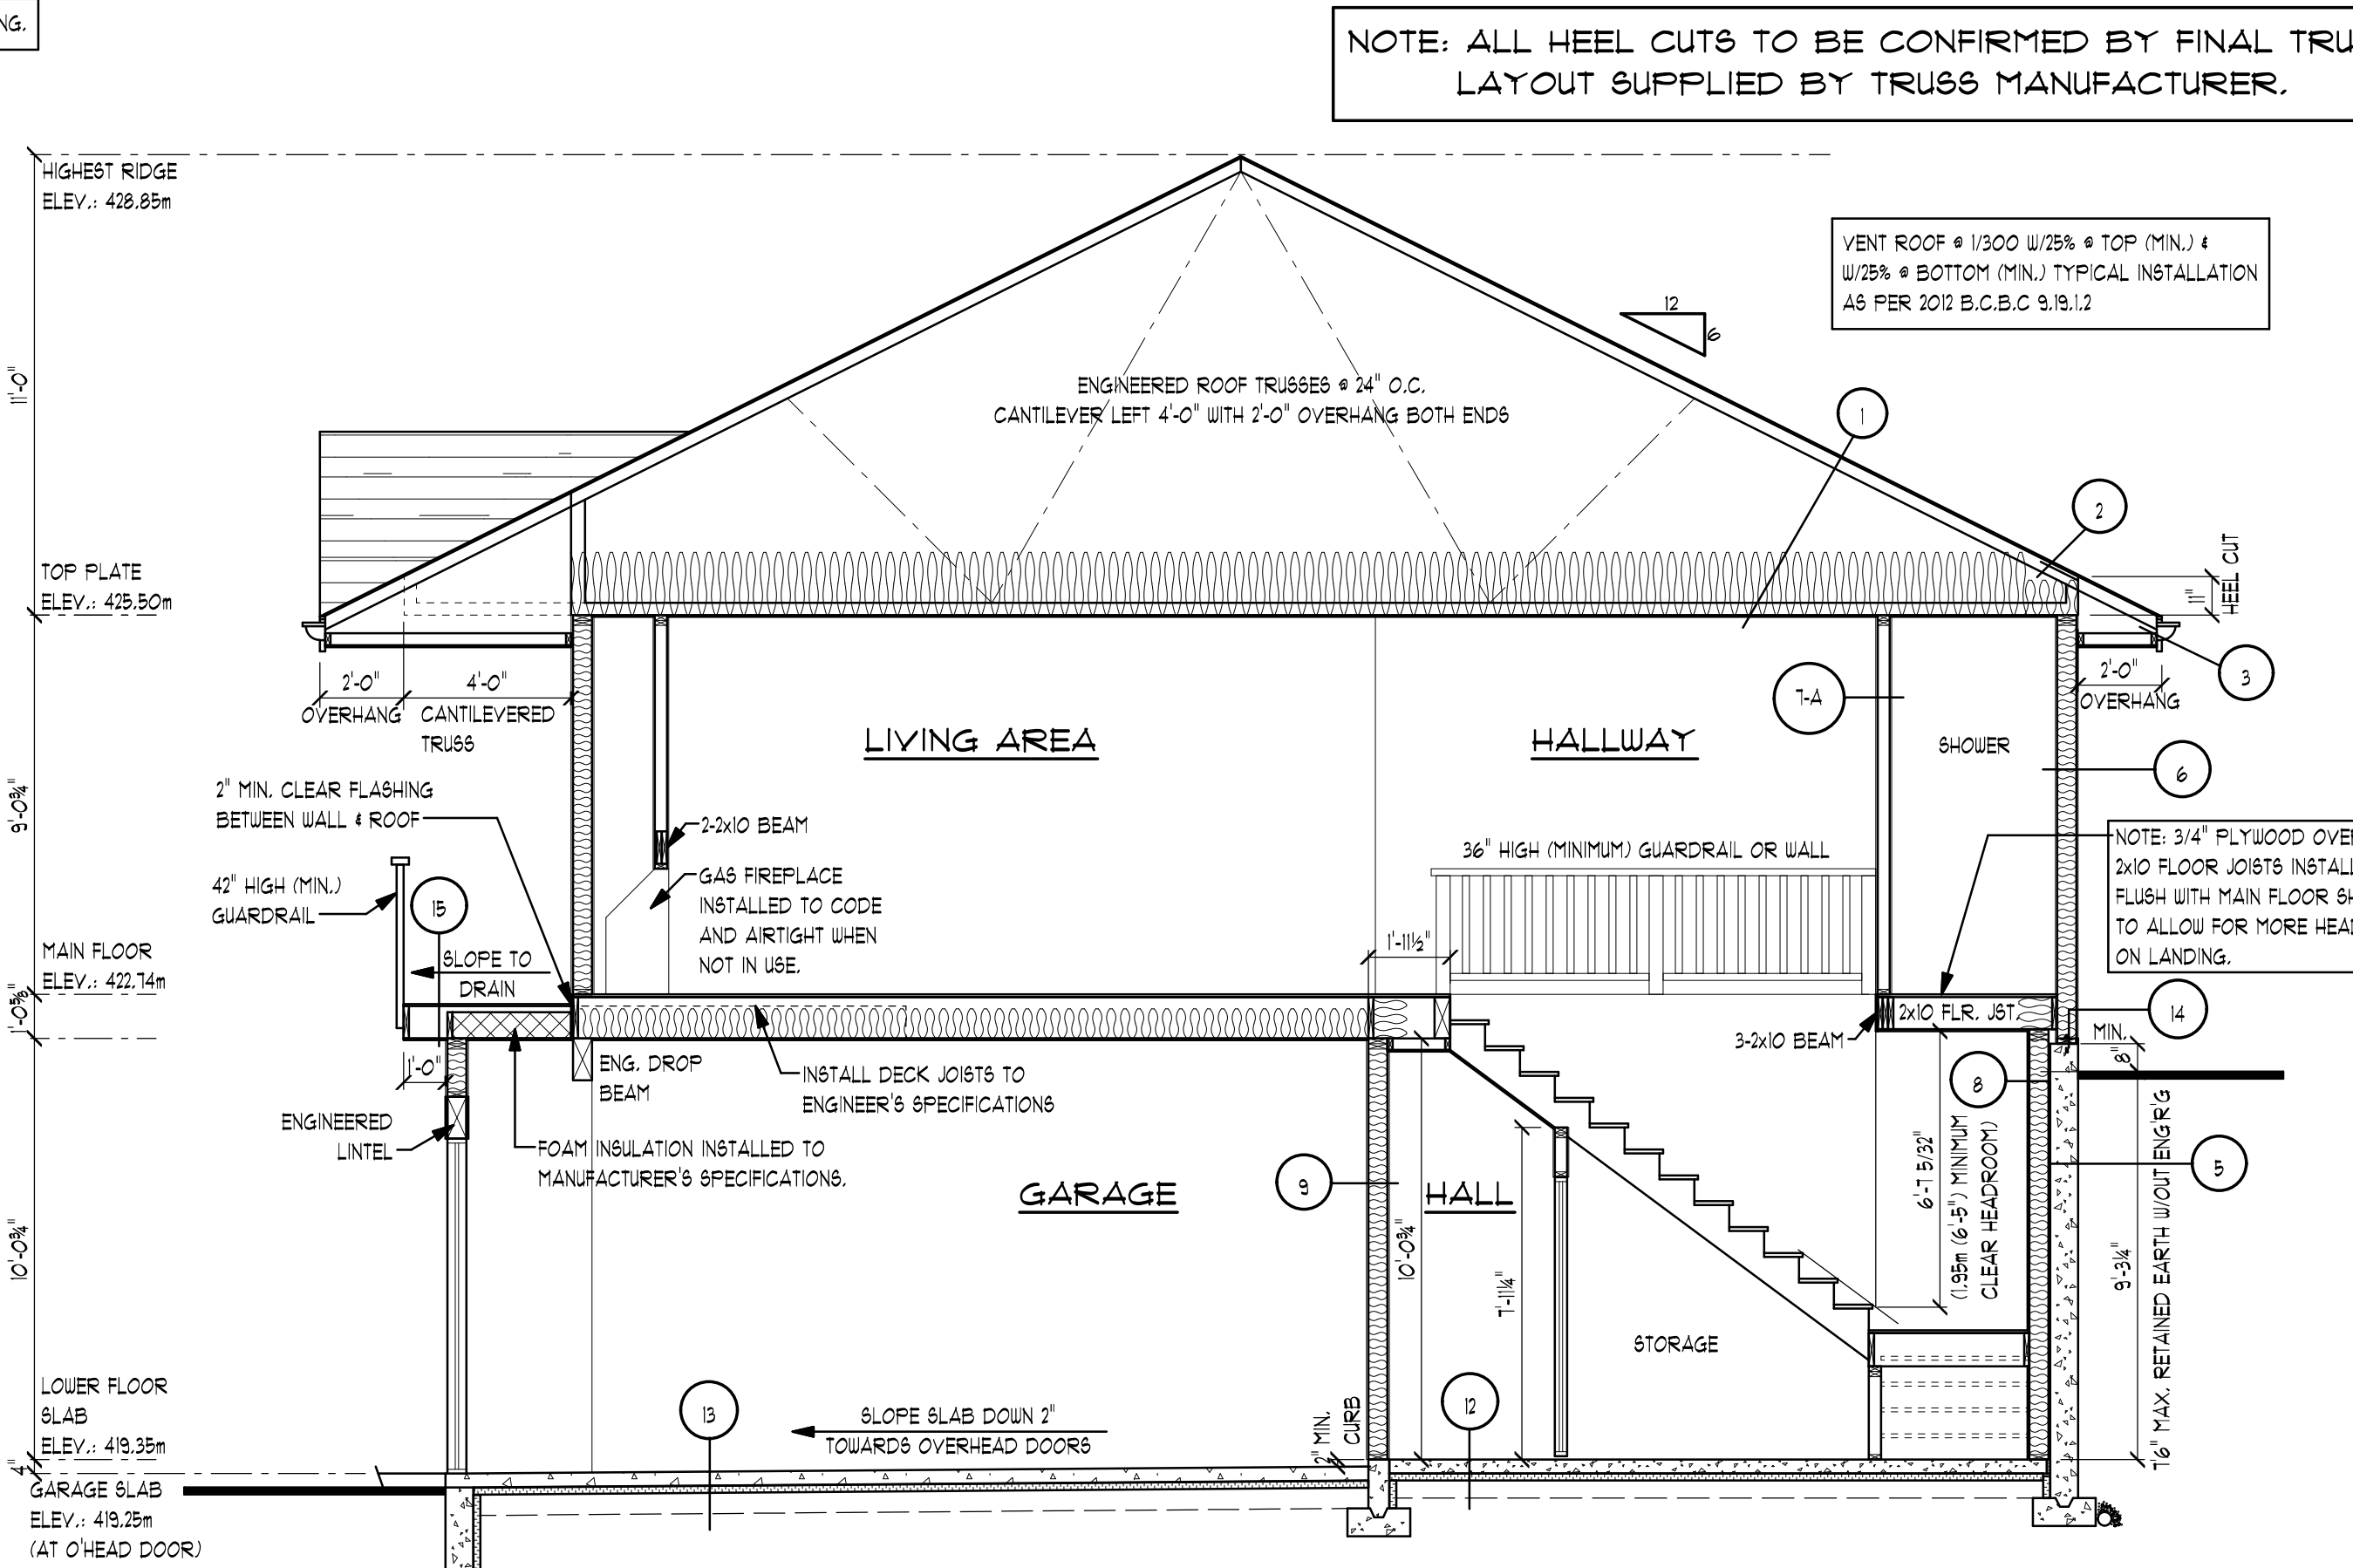 NG.
NOTE: ALL HEEL CUTS TO BE CONFIRMED BY FINAL TRU
LAYOUT SUPPLIED BY TRUSS MANUFACTURER.
HIGHEST RIDGE
ELEV.: 428.85m
VENT ROOF @ 1/300 W/25% @ TOP (MIN.) &
W/25% @ BOTTOM (MIN.) TYPICAL INSTALLATION
AS PER 2012 B.C.B.C 9.19.1.2
12
6
11'-0"
ENGINEERED ROOF TRUSSES @ 24" O.C.
CANTILEVER LEFT 4'-0" WITH 2'-0" OVERHANG BOTH ENDS
1
2
TOP PLATE
ELEV.: 425.50m
11"
HEEL CUT
2'-0"
OVERHANG
4'-0"
CANTILEVERED
TRUSS
3
2'-0"
OVERHANG
7-A
LIVING AREA
HALLWAY
SHOWER
6
9'-0¾"
2" MIN. CLEAR FLASHING
BETWEEN WALL & ROOF
2-2x10 BEAM
36" HIGH (MINIMUM) GUARDRAIL OR WALL
NOTE: 3/4" PLYWOOD OVE
2x10 FLOOR JOISTS INSTAL
FLUSH WITH MAIN FLOOR SH
TO ALLOW FOR MORE HEA
ON LANDING.
42" HIGH (MIN.)
GUARDRAIL
15
GAS FIREPLACE
INSTALLED TO CODE
AND AIRTIGHT WHEN
NOT IN USE.
MAIN FLOOR
ELEV.: 422.74m
SLOPE TO
DRAIN
1'-11½"
1'-0⅝"
2x10 FLR. JST.
14
3-2x10 BEAM
MIN.
8"
1'-0"
ENG. DROP
BEAM
INSTALL DECK JOISTS TO
ENGINEER'S SPECIFICATIONS
8
ENGINEERED
LINTEL
FOAM INSULATION INSTALLED TO
MANUFACTURER'S SPECIFICATIONS.
GARAGE
9
HALL
10'-0¾"
10'-0¾"
7'-11¼"
6'-7 5/32"
(1.95m (6'-5") MINIMUM
CLEAR HEADROOM)
5
9'-3¼"
7'6" MAX. RETAINED EARTH W/OUT ENG'R'G
STORAGE
LOWER FLOOR
SLAB
ELEV.: 419.35m
13
SLOPE SLAB DOWN 2"
TOWARDS OVERHEAD DOORS
2" MIN.
CURB
12
4"
GARAGE SLAB
ELEV.: 419.25m
(AT O'HEAD DOOR)